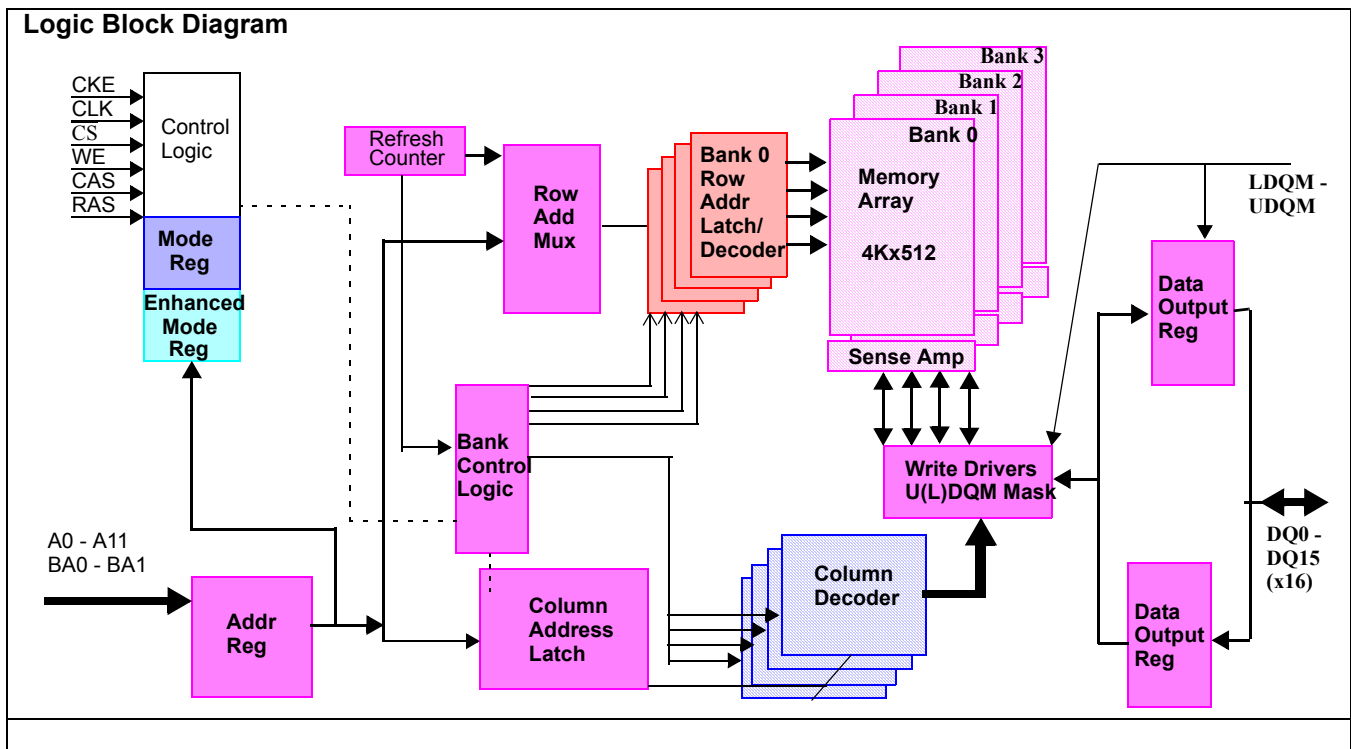 Logic Block Diagram
CKE
CLK
CS
WE
CAS
RAS
Control
Logic
Mode
Reg
Enhanced
Mode
Reg
Refresh
Counter
Row
Add
Mux
Bank 0
Row
Addr
Latch/
Decoder
Bank 3
Bank 2
Bank 1
Bank 0
Memory
Array
4Kx512
Sense Amp
LDQM -
UDQM
Data
Output
Reg
Bank
Control
Logic
Write Drivers
U(L)DQM Mask
A0 - A11
BA0 - BA1
Addr
Reg
Column
Address
Latch
Column
Decoder
DQ0 -
DQ15
(x16)
Data
Output
Reg